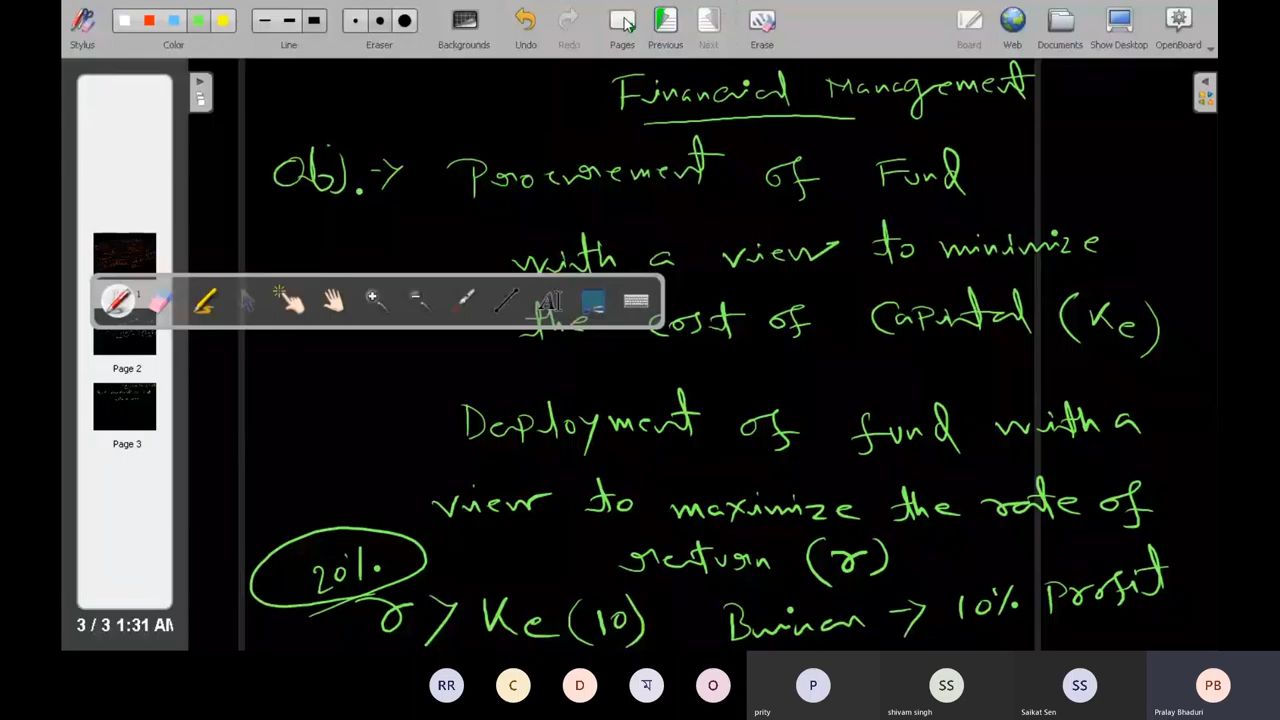 Stylus Color Line Eraser Backgrounds Undo Redo Pages Previous Next Erase Board Web Documents Show Desktop OpenBoard
Financial Management
Obj. → Procurement of Fund
with a view to minimize
the cost of Capital (Ke)
Deployment of fund with a
view to maximize the rate of
return (r)
20%
r > Ke (10) → 10% Profit
1
AI
Page 2
Page 3
3 / 3 1:31 AM
RR C D ম O P SS SS PB
prity shivam singh Saikat Sen Pralay Bhaduri